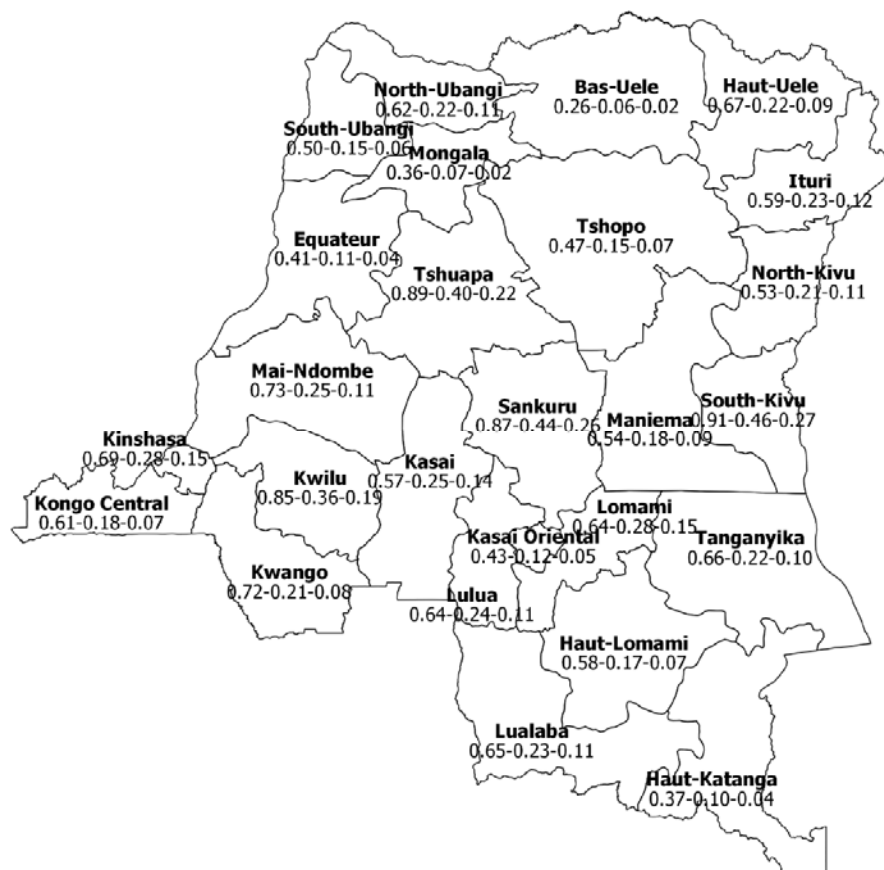 North-Ubangi
0.62-0.22-0.11
Bas-Uele
0.26-0.06-0.02
Haut-Uele
0.67-0.22-0.09
South-Ubangi
0.50-0.15-0.06
Mongala
0.36-0.07-0.02
Ituri
0.59-0.23-0.12
Equateur
0.41-0.11-0.04
Tshopo
0.47-0.15-0.07
Tshuapa
0.89-0.40-0.22
North-Kivu
0.53-0.21-0.11
Mai-Ndombe
0.73-0.25-0.11
Sankuru
0.87-0.44-0.26
South-Kivu
0.91-0.46-0.27
Maniema
0.54-0.18-0.09
Kinshasa
0.69-0.28-0.15
Kwilu
0.85-0.36-0.19
Kasai
0.57-0.25-0.14
Kongo Central
0.61-0.18-0.07
Lomami
0.64-0.28-0.15
Kasai Oriental
0.43-0.12-0.05
Tanganyika
0.66-0.22-0.10
Kwango
0.72-0.21-0.08
Lulua
0.64-0.24-0.11
Haut-Lomami
0.58-0.17-0.07
Lualaba
0.65-0.23-0.11
Haut-Katanga
0.37-0.10-0.04